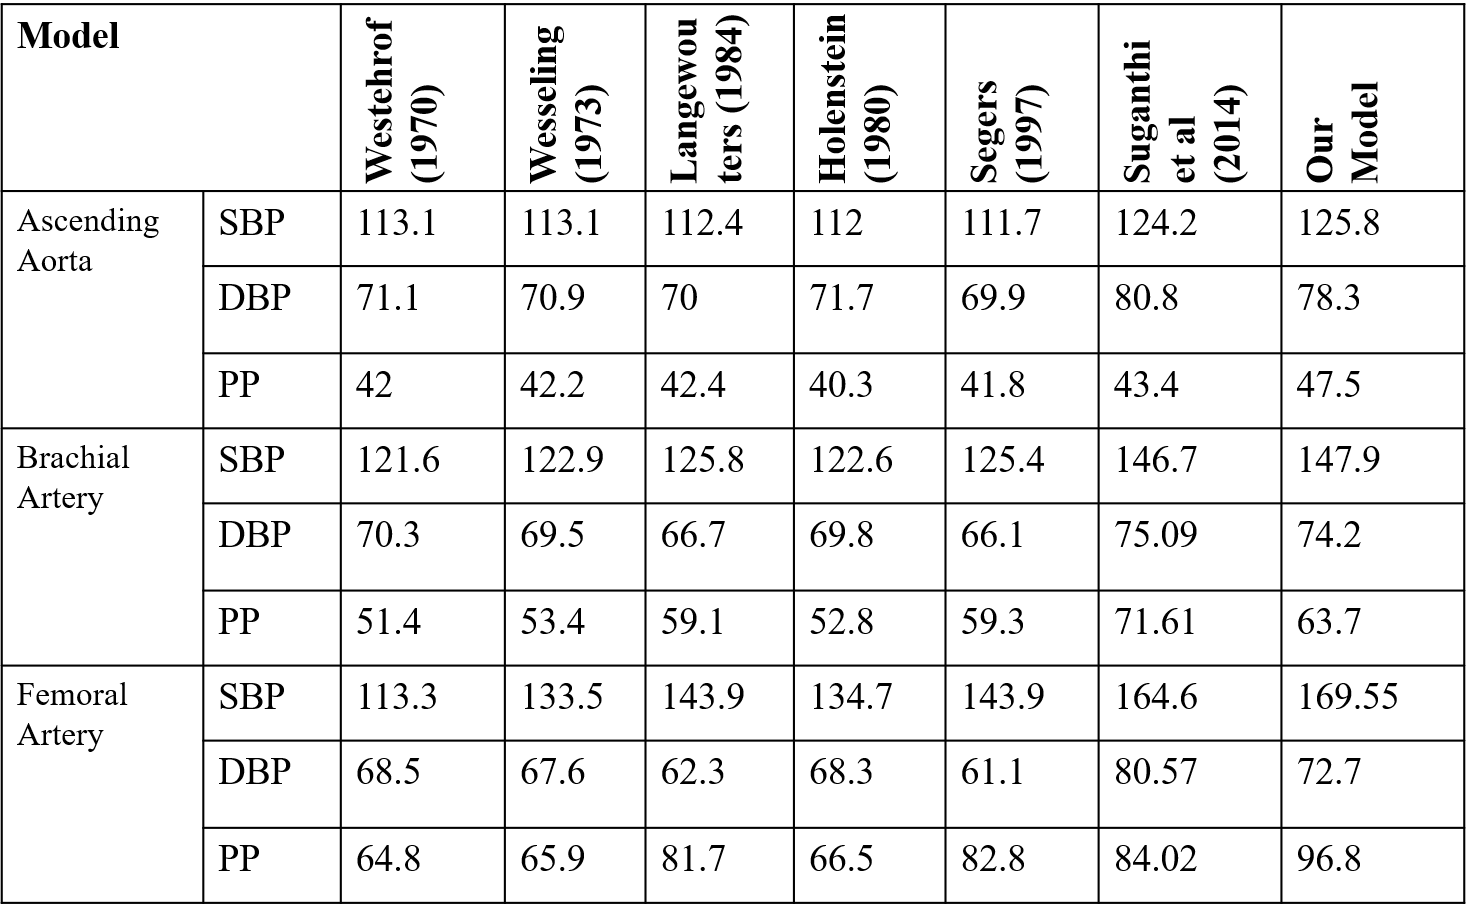 Model
Westehrof
(1970)
Wesseling
(1973)
Langewou
ters (1984)
Holenstein
(1980)
Segers
(1997)
Suganthi
et al
(2014)
Our
Model
Ascending
Aorta
SBP 113.1 113.1 112.4 112 111.7 124.2 125.8
DBP 71.1 70.9 70 71.7 69.9 80.8 78.3
PP 42 42.2 42.4 40.3 41.8 43.4 47.5
Brachial
Artery
SBP 121.6 122.9 125.8 122.6 125.4 146.7 147.9
DBP 70.3 69.5 66.7 69.8 66.1 75.09 74.2
PP 51.4 53.4 59.1 52.8 59.3 71.61 63.7
Femoral
Artery
SBP 113.3 133.5 143.9 134.7 143.9 164.6 169.55
DBP 68.5 67.6 62.3 68.3 61.1 80.57 72.7
PP 64.8 65.9 81.7 66.5 82.8 84.02 96.8